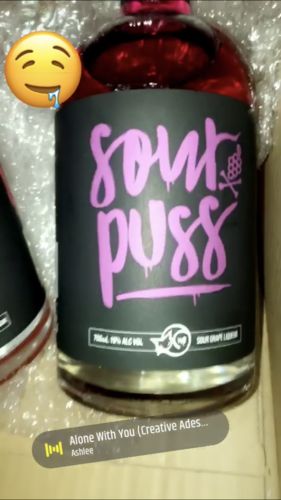 sour
puss
700ml 15% ALC VOL
SOUR GRAPE LIQUEUR
Alone With You (Creative Ades...
Ashlee